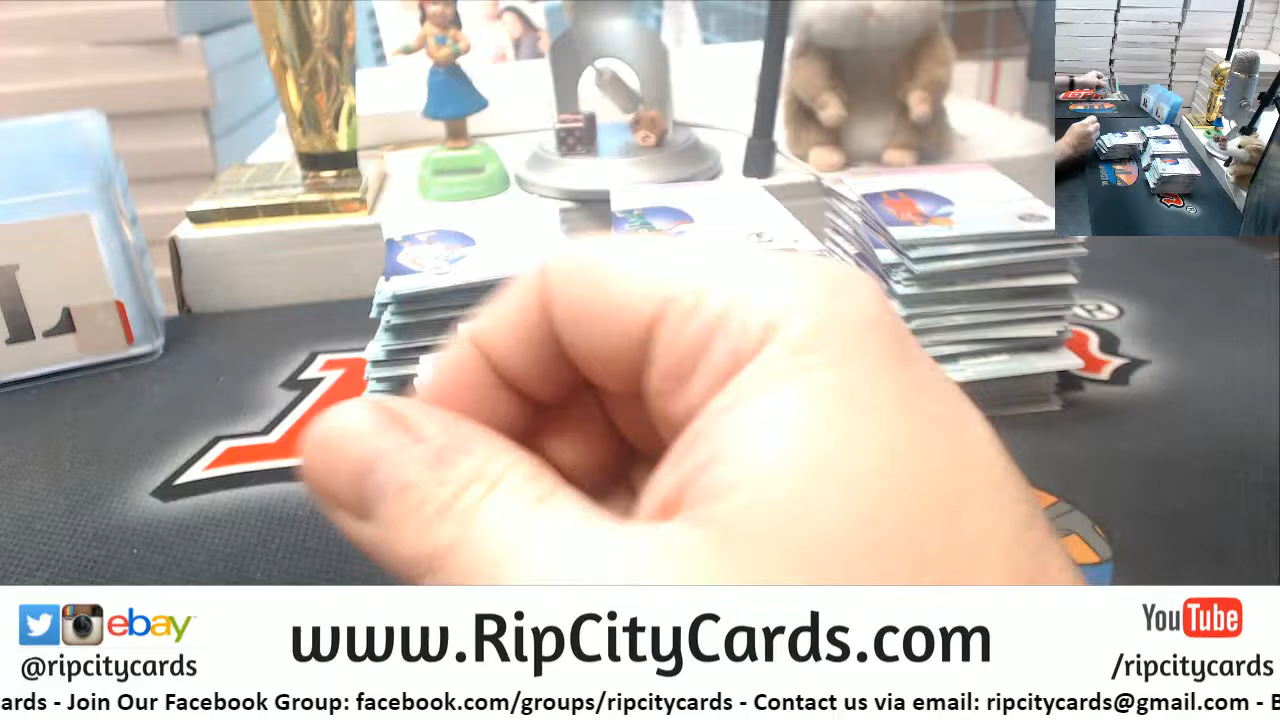 L
®
ebay
@ripcitycards
www.RipCityCards.com
YouTube
/ripcitycards
cards - Join Our Facebook Group: facebook.com/groups/ripcitycards - Contact us via email: ripcitycards@gmail.com - E